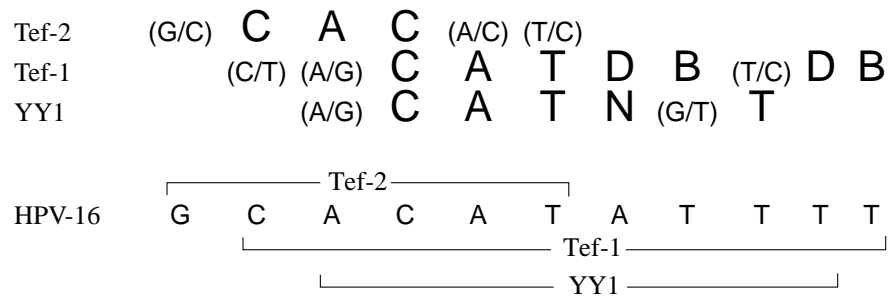 Tef-2 (G/C) C A C (A/C) (T/C)
Tef-1 (C/T) (A/G) C A T D B (T/C) D B
YY1 (A/G) C A T N (G/T) T
Tef-2
HPV-16 G C A C A T A T T T T
Tef-1
YY1